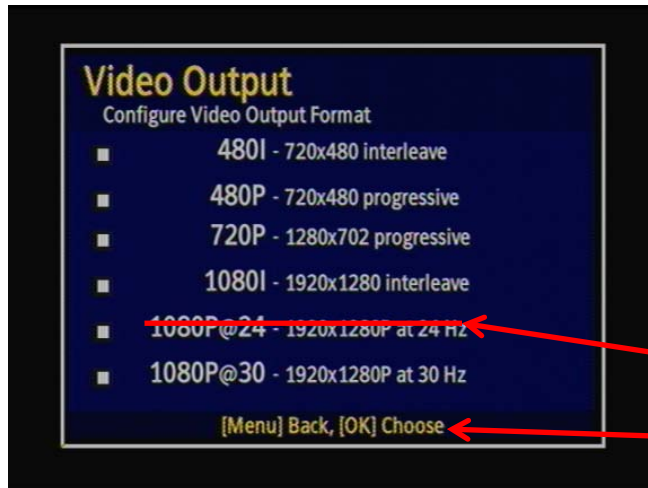 Video Output
Configure Video Output Format
480I - 720x480 interleave
480P - 720x480 progressive
720P - 1280x702 progressive
1080I - 1920x1280 interleave
1080P@24 - 1920x1280P at 24 Hz
1080P@30 - 1920x1280P at 30 Hz
[Menu] Back, [OK] Choose